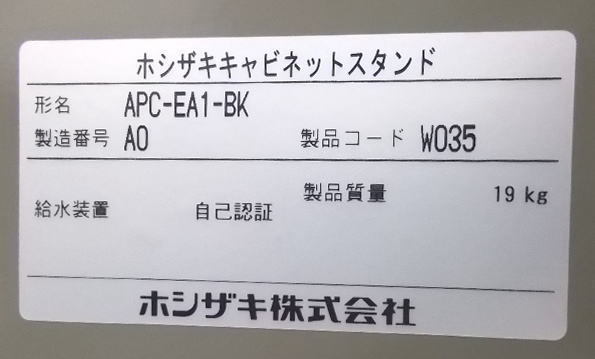 ホシザキキャビネットスタンド
形名 APC-EA1-BK
製造番号 A0 製品コード W035
製品質量 19 kg
給水装置 自己認証
ホシザキ株式会社